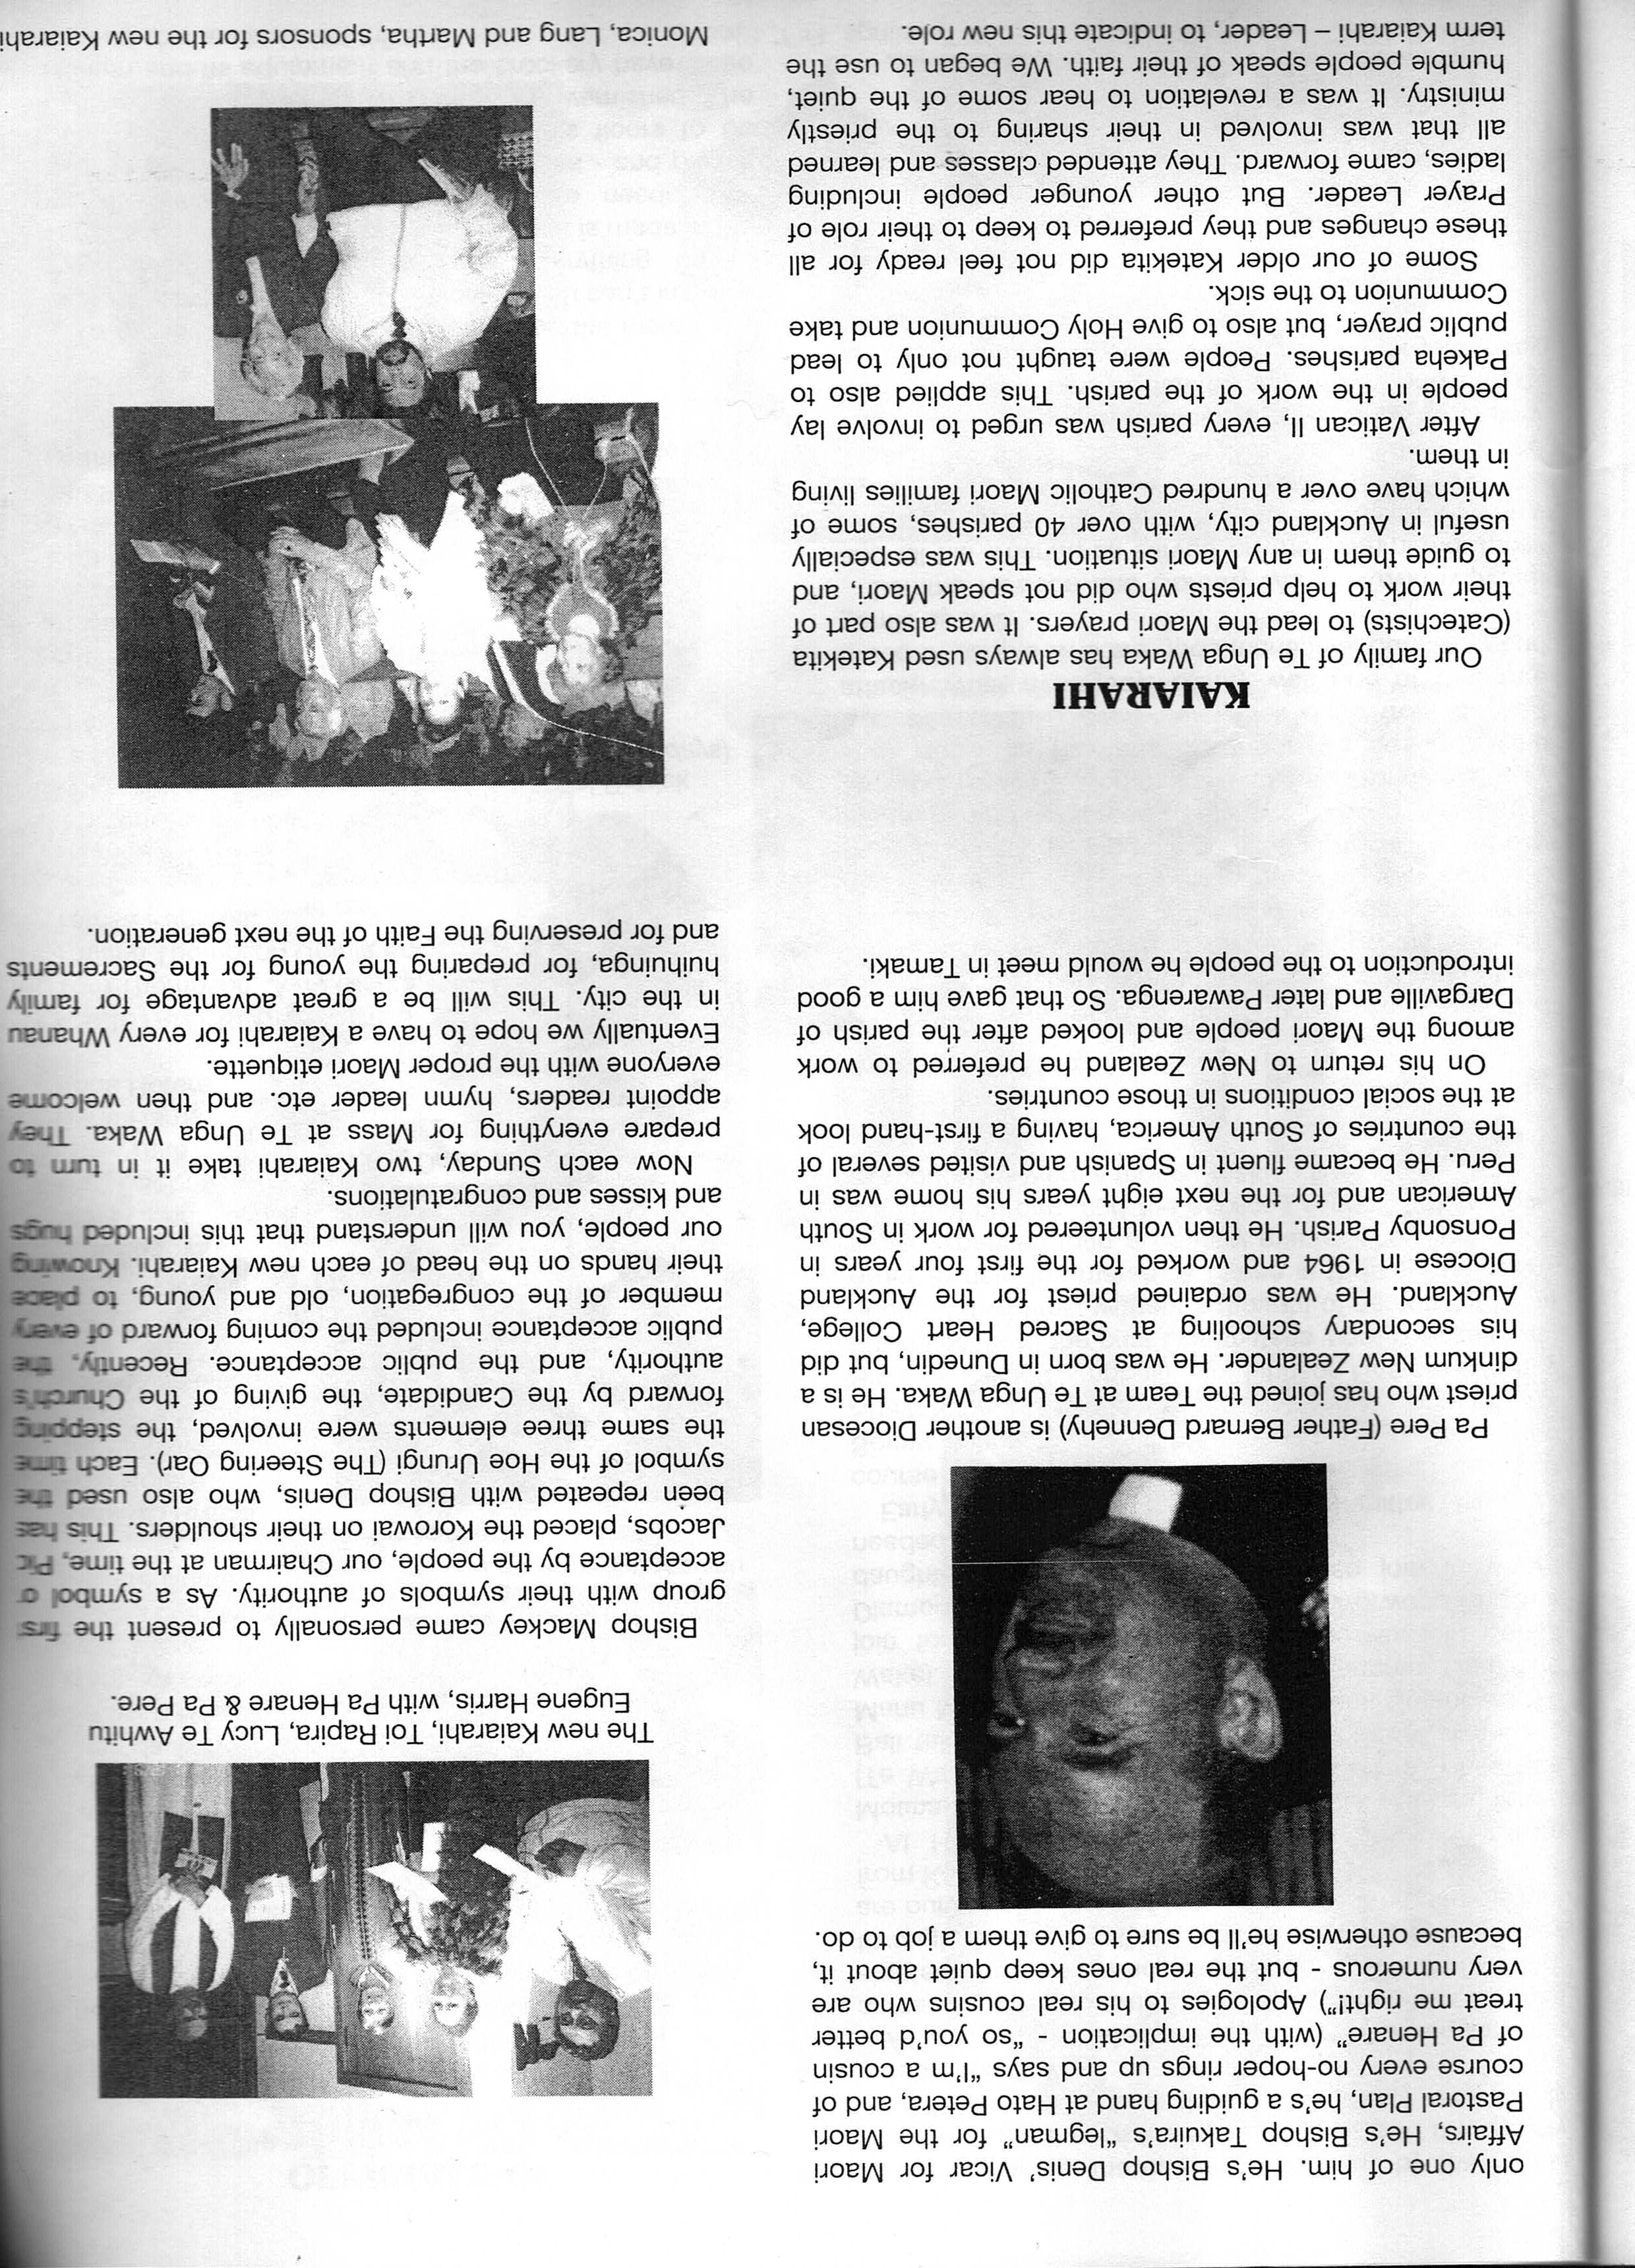 only one of him. He's Bishop Denis' Vicar for Maori
Affairs, He's Bishop Takuira's “legman” for the Maori
Pastoral Plan, he's a guiding hand at Hato Petera, and of
course every no-hoper rings up and says “I'm a cousin
of Pa Henare” (with the implication - “so you'd better
treat me right!”) Apologies to his real cousins who are
very numerous - but the real ones keep quiet about it,
because otherwise he'll be sure to give them a job to do.
Pa Pere (Father Bernard Dennehy) is another Diocesan
priest who has joined the Team at Te Unga Waka. He is a
dinkum New Zealander. He was born in Dunedin, but did
his secondary schooling at Sacred Heart College,
Auckland. He was ordained priest for the Auckland
Diocese in 1964 and worked for the first four years in
Ponsonby Parish. He then volunteered for work in South
American and for the next eight years his home was in
Peru. He became fluent in Spanish and visited several of
the countries of South America, having a first-hand look
at the social conditions in those countries.
On his return to New Zealand he preferred to work
among the Maori people and looked after the parish of
Dargaville and later Pawarenga. So that gave him a good
introduction to the people he would meet in Tamaki.
KAIARAHI
Our family of Te Unga Waka has always used Katekita
(Catechists) to lead the Maori prayers. It was also part of
their work to help priests who did not speak Maori, and
to guide them in any Maori situation. This was especially
useful in Auckland city, with over 40 parishes, some of
which have over a hundred Catholic Maori families living
in them.
After Vatican II, every parish was urged to involve lay
people in the work of the parish. This applied also to
Pakeha parishes. People were taught not only to lead
public prayer, but also to give Holy Communion and take
Communion to the sick.
Some of our older Katekita did not feel ready for all
these changes and they preferred to keep to their role of
Prayer Leader. But other younger people including
ladies, came forward. They attended classes and learned
all that was involved in their sharing to the priestly
ministry. It was a revelation to hear some of the quiet,
humble people speak of their faith. We began to use the
term Kaiarahi – Leader, to indicate this new role.
The new Kaiarahi, Toi Rapira, Lucy Te Awhitu
Eugene Harris, with Pa Henare & Pa Pere.
Bishop Mackey came personally to present the firs
group with their symbols of authority. As a symbol o
acceptance by the people, our Chairman at the time, Pic
Jacobs, placed the Korowai on their shoulders. This has
been repeated with Bishop Denis, who also used the
symbol of the Hoe Urungi (The Steering Oar). Each time
the same three elements were involved, the stepping
forward by the Candidate, the giving of the Church's
authority, and the public acceptance. Recently, the
public acceptance included the coming forward of every
member of the congregation, old and young, to place
their hands on the head of each new Kaiarahi. Knowing
our people, you will understand that this included hugs
and kisses and congratulations.
Now each Sunday, two Kaiarahi take it in turn to
prepare everything for Mass at Te Unga Waka. They
appoint readers, hymn leader etc. and then welcome
everyone with the proper Maori etiquette.
Eventually we hope to have a Kaiarahi for every Whanau
in the city. This will be a great advantage for family
huihuinga, for preparing the young for the Sacrements
and for preserving the Faith of the next generation.
Monica, Lang and Martha, sponsors for the new Kaiarahi